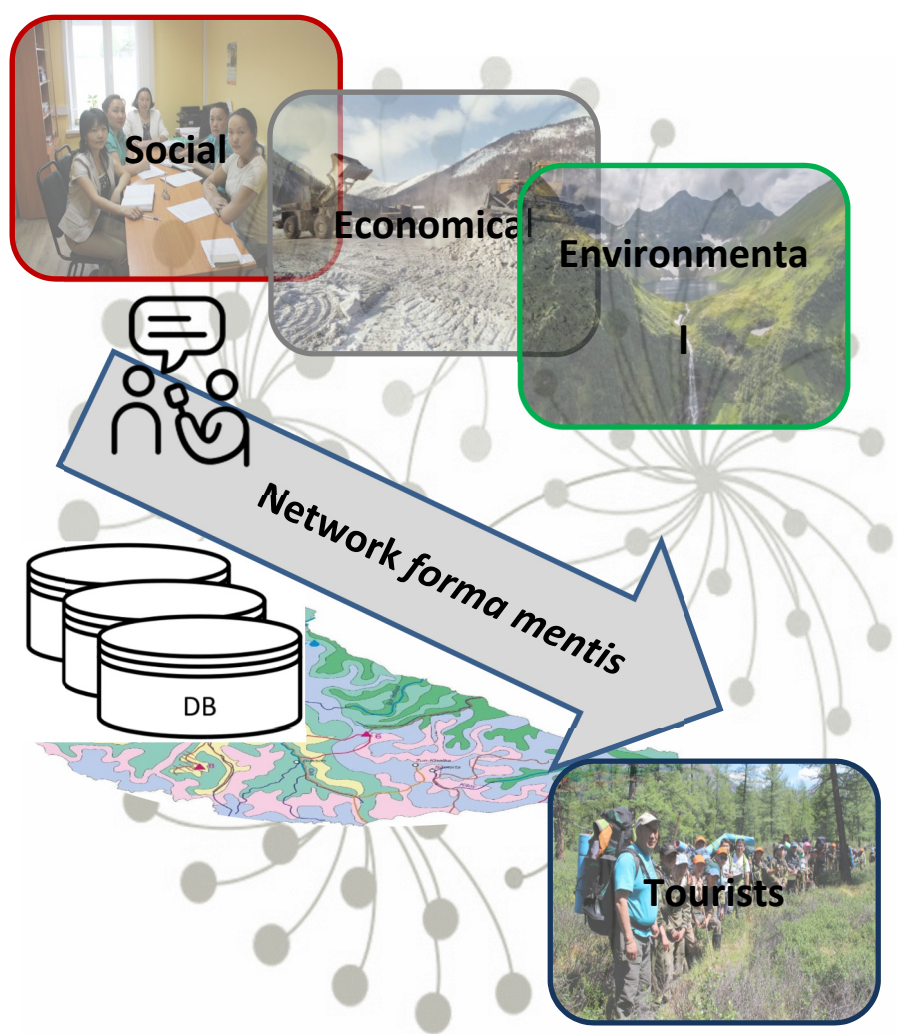 Social
Economical
Environmenta
l
Network forma mentis
DB
Tourists